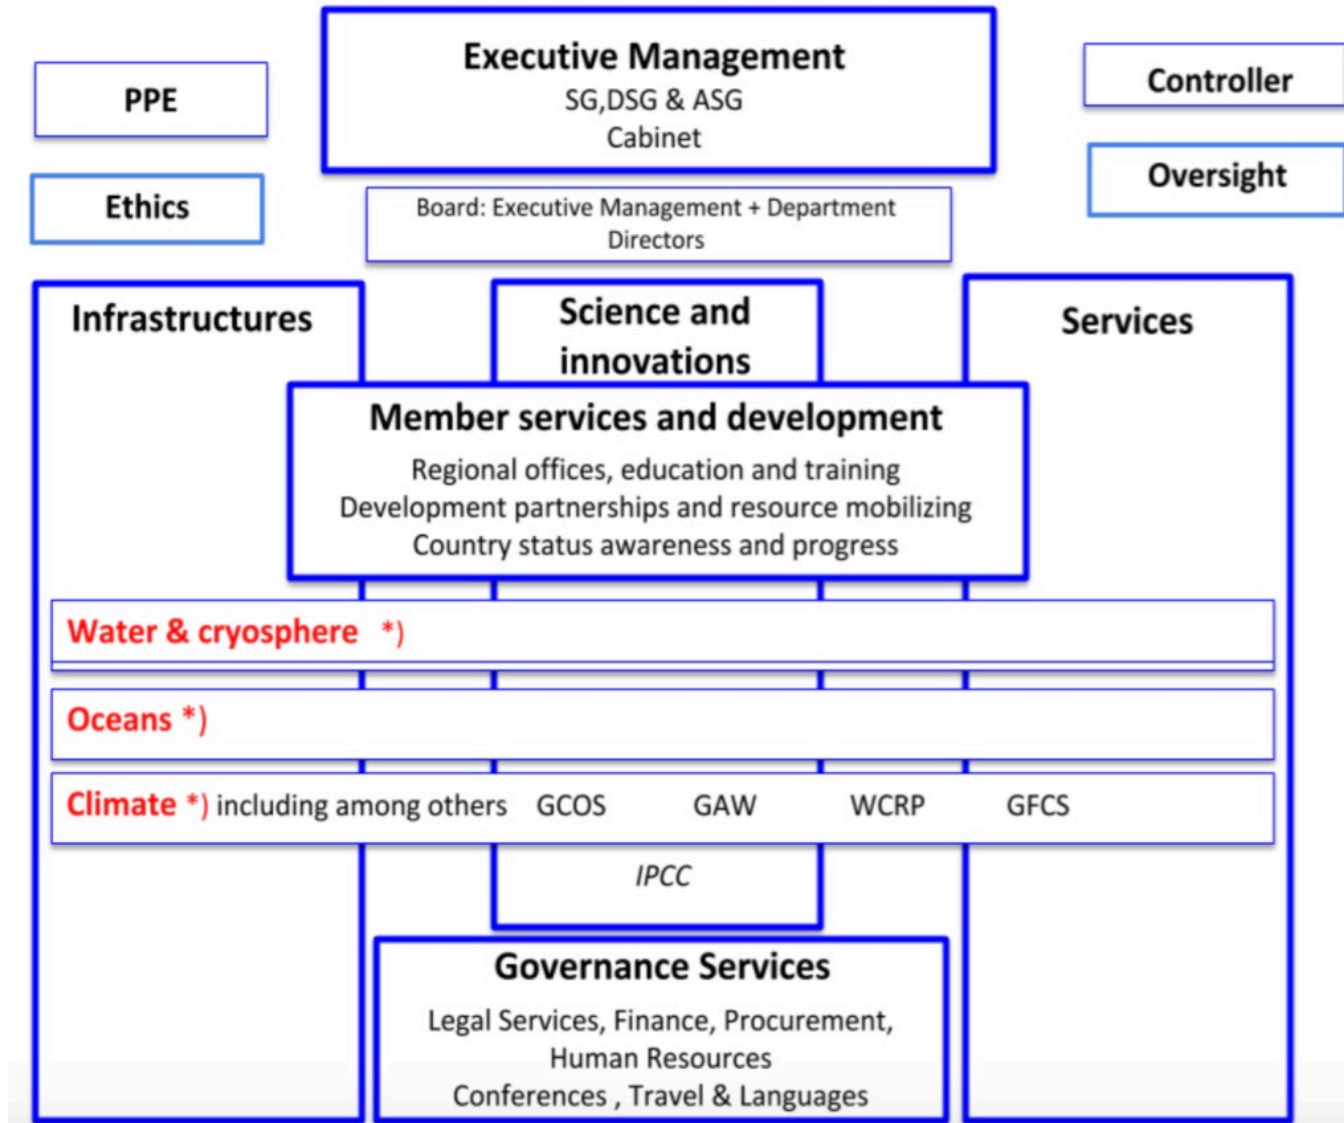 Executive Management
SG,DSG & ASG
Cabinet
PPE
Controller
Ethics
Oversight
Board: Executive Management + Department
Directors
Infrastructures
Science and
innovations
Services
Member services and development
Regional offices, education and training
Development partnerships and resource mobilizing
Country status awareness and progress
Water & cryosphere *)
Oceans *)
Climate *) including among others GCOS GAW WCRP GFCS
IPCC
Governance Services
Legal Services, Finance, Procurement,
Human Resources
Conferences , Travel & Languages